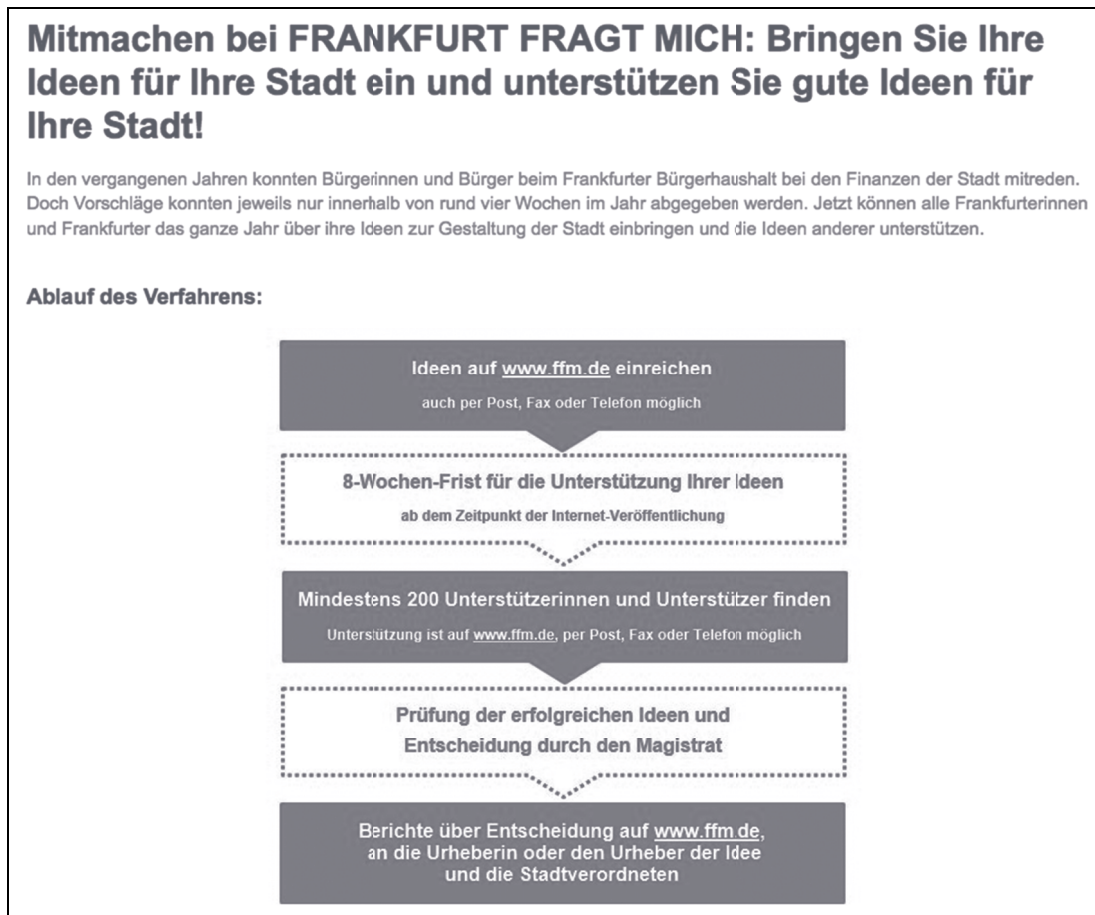 Mitmachen bei FRANKFURT FRAGT MICH: Bringen Sie Ihre
Ideen für Ihre Stadt ein und unterstützen Sie gute Ideen für
Ihre Stadt!
In den vergangenen Jahren konnten Bürgerinnen und Bürger beim Frankfurter Bürgerhaushalt bei den Finanzen der Stadt mitreden.
Doch Vorschläge konnten jeweils nur innerhalb von rund vier Wochen im Jahr abgegeben werden. Jetzt können alle Frankfurterinnen
und Frankfurter das ganze Jahr über ihre Ideen zur Gestaltung der Stadt einbringen und die Ideen anderer unterstützen.
Ablauf des Verfahrens:
Ideen auf www.ffm.de einreichen
auch per Post, Fax oder Telefon möglich
8-Wochen-Frist für die Unterstützung Ihrer Ideen
ab dem Zeitpunkt der Internet-Veröffentlichung
Mindestens 200 Unterstützerinnen und Unterstützer finden
Unterstützung ist auf www.ffm.de, per Post, Fax oder Telefon möglich
Prüfung der erfolgreichen Ideen und
Entscheidung durch den Magistrat
Berichte über Entscheidung auf www.ffm.de,
an die Urheberin oder den Urheber der Idee
und die Stadtverordneten